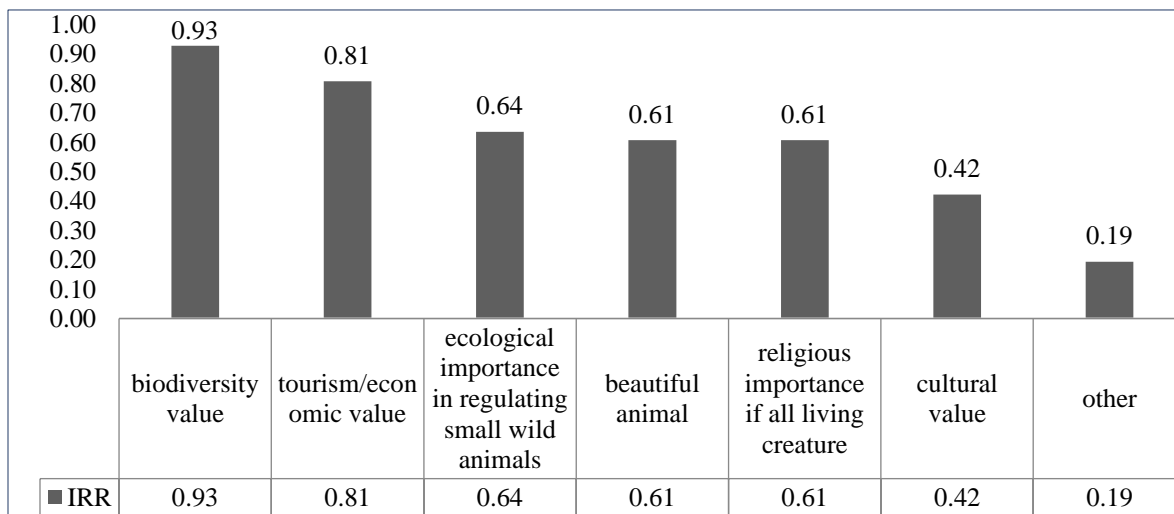 1.00
0.90
0.80
0.70
0.60
0.50
0.40
0.30
0.20
0.10
0.00
0.93
0.81
0.64
0.61
0.61
0.42
0.19
biodiversity
value
tourism/econ
omic value
ecological
importance
in regulating
small wild
animals
beautiful
animal
religious
importance
if all living
creature
cultural
value
other
IRR 0.93 0.81 0.64 0.61 0.61 0.42 0.19